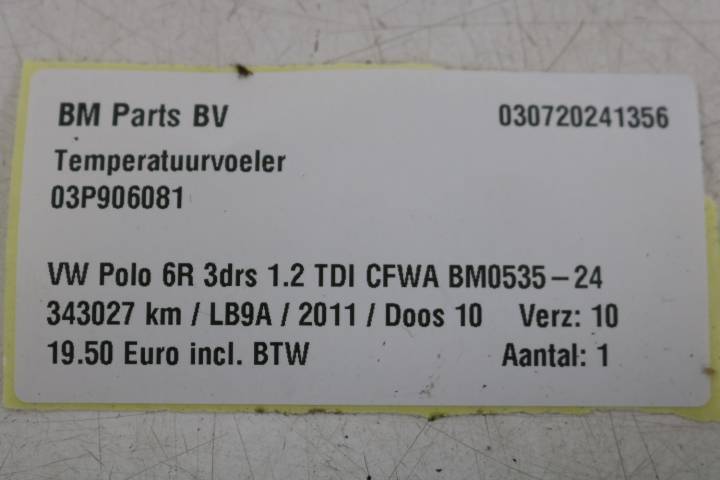 BM Parts BV 030720241356
Temperatuurvoeler
03P906081
VW Polo 6R 3drs 1.2 TDI CFWA BM0535-24
343027 km / LB9A / 2011 / Doos 10 Verz: 10
19.50 Euro incl. BTW Aantal: 1